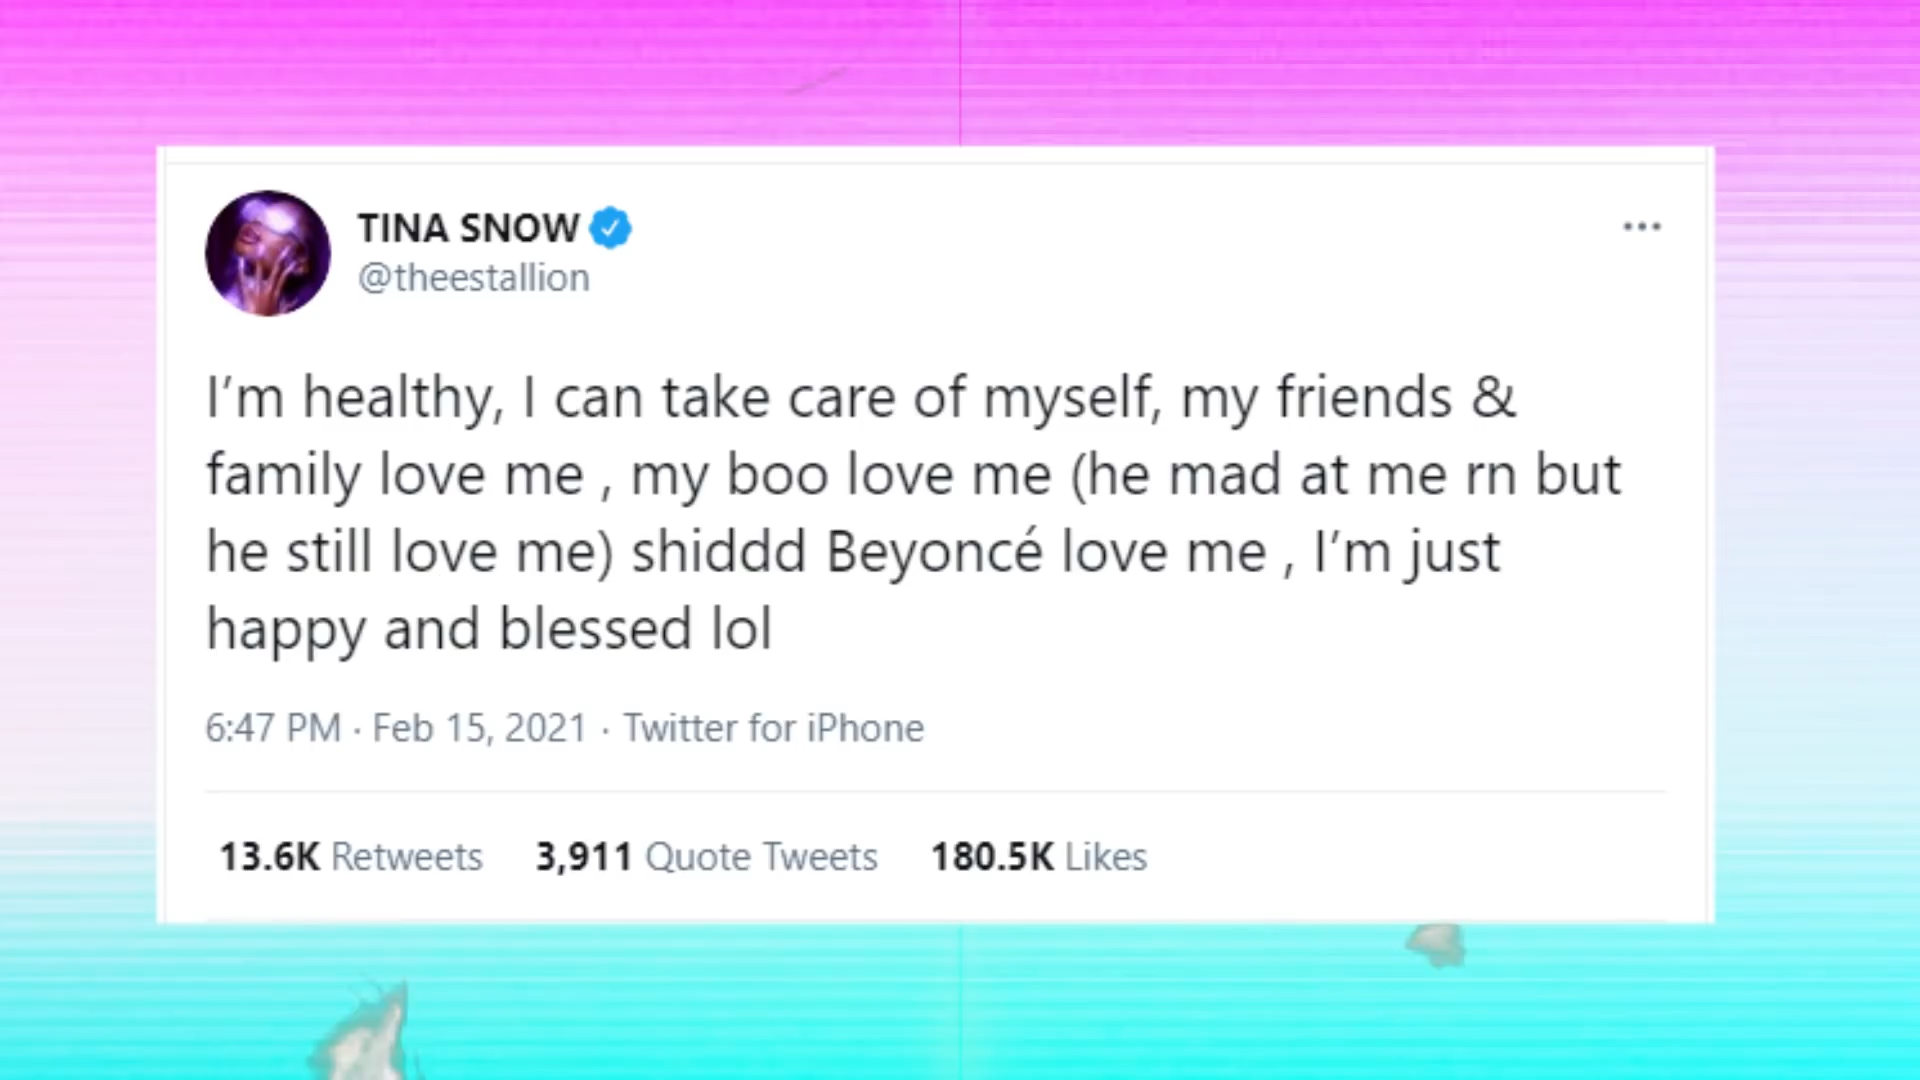 TINA SNOW
@theestallion
I’m healthy, I can take care of myself, my friends &
family love me , my boo love me (he mad at me rn but
he still love me) shiddd Beyoncé love me , I’m just
happy and blessed lol
6:47 PM · Feb 15, 2021 · Twitter for iPhone
13.6K Retweets 3,911 Quote Tweets 180.5K Likes